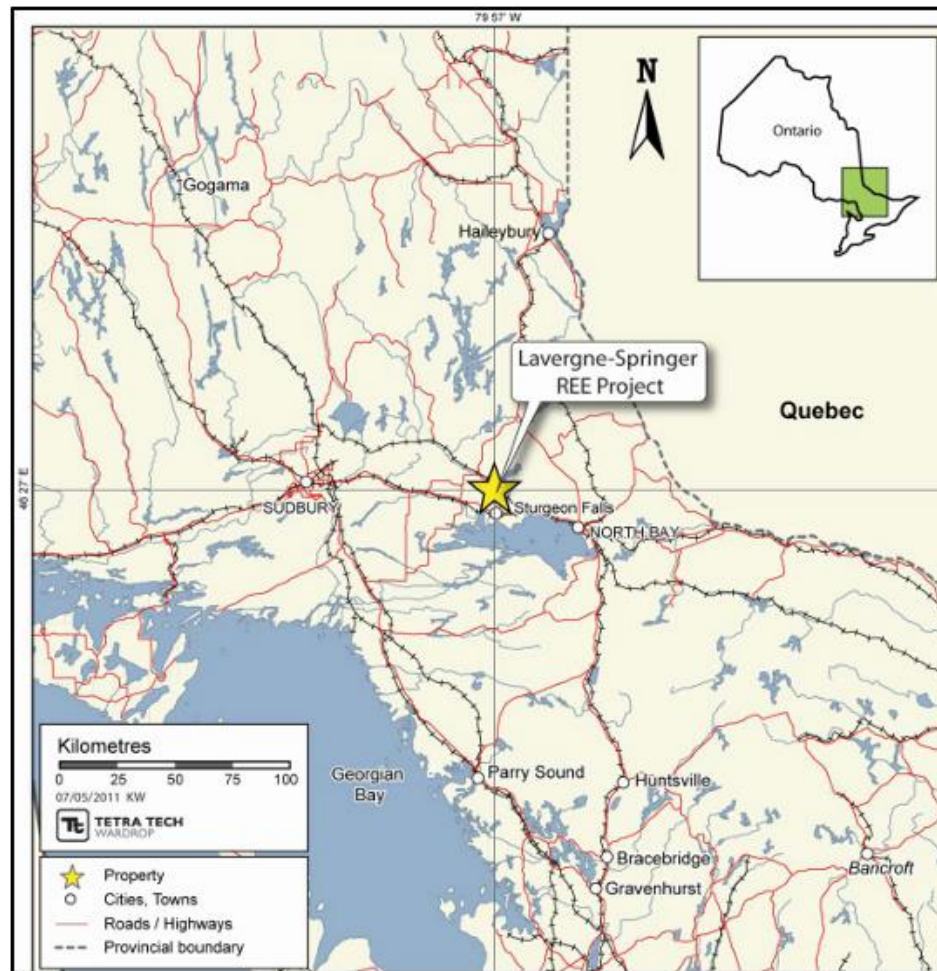 79 57' W
N
Ontario
Gogama
Haileybury
Lavergne-Springer
REE Project
Quebec
46 27' E
SUDBURY
Sturgeon Falls
NORTH BAY
Kilometres
0 25 50 75 100
07/05/2011 KW
Tt TETRA TECH
WARDROP
Georgian
Bay
Parry Sound
Huntsville
Bracebridge
Gravenhurst
Bancroft
Property
Cities, Towns
Roads / Highways
Provincial boundary